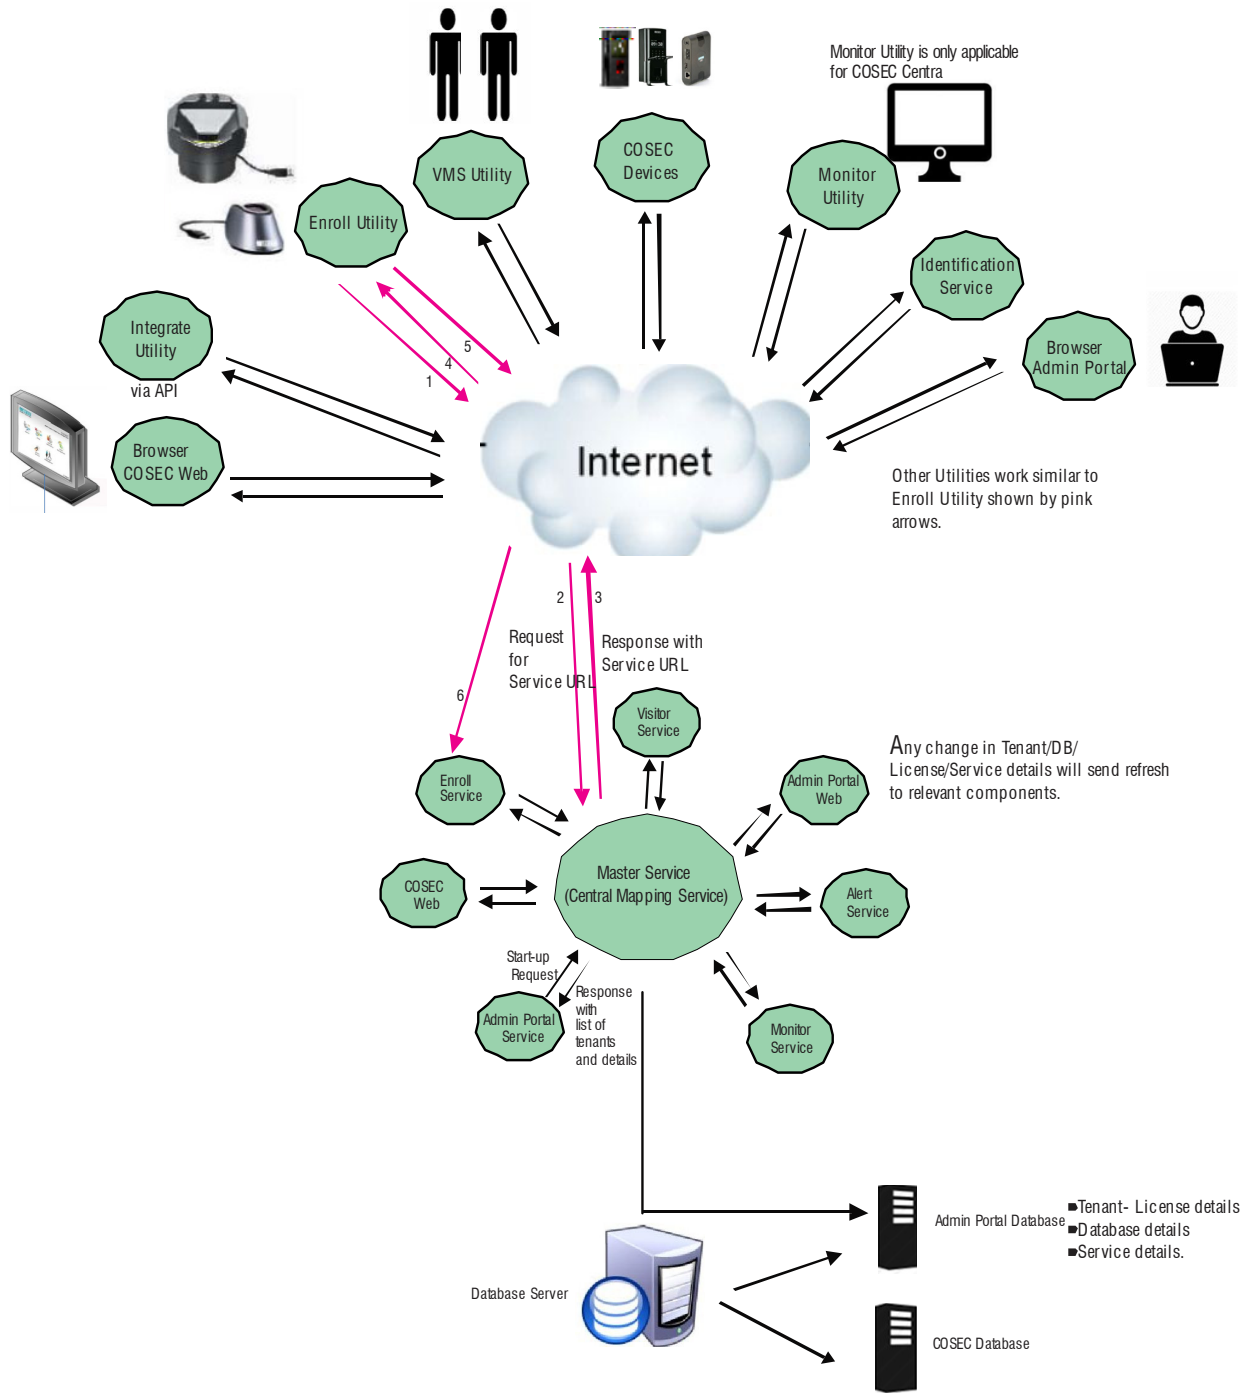 Monitor Utility is only applicable
for COSEC Centra
COSEC
Devices
VMS Utility
Monitor
Utility
Enroll Utility
Identification
Service
Integrate
Utility
via API
Browser
Admin Portal
5
4
1
Browser
COSEC Web
Internet
Other Utilities work similar to
Enroll Utility shown by pink
arrows.
2
3
Request
for
Service URL
Response with
Service URL
6
Visitor
Service
Any change in Tenant/DB/
License/Service details will send refresh
to relevant components.
Enroll
Service
Admin Portal
Web
Master Service
(Central Mapping Service)
COSEC
Web
Alert
Service
Start-up
Request
Response
with
list of
tenants
and details
Admin Portal
Service
Monitor
Service
Admin Portal Database
Tenant- License details
Database details
Service details.
Database Server
COSEC Database